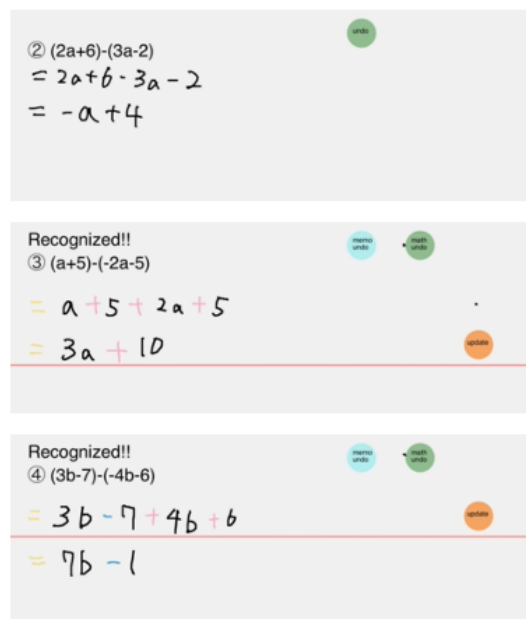 undo
② (2a+6)-(3a-2)
= 2a+6-3a-2
= -a+4
Recognized!!
memo undo
math undo
③ (a+5)-(-2a-5)
= a+5+2a+5
= 3a+10
update
Recognized!!
memo undo
math undo
④ (3b-7)-(-4b-6)
= 3b-7+4b+6
update
= 7b-1